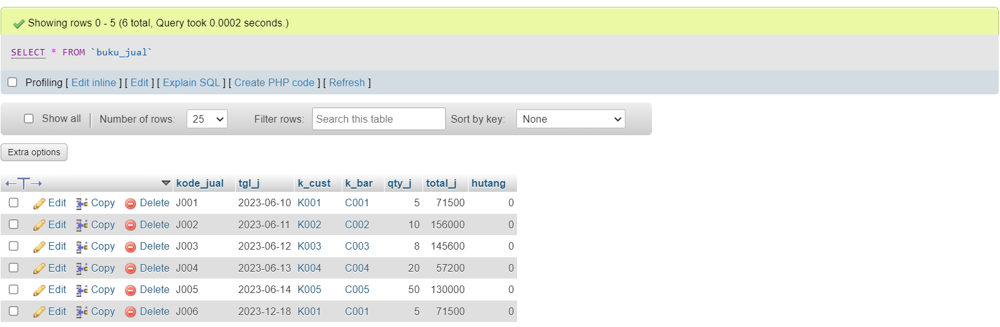 Showing rows 0 - 5 (6 total, Query took 0.0002 seconds.)
SELECT * FROM `buku_jual`
Profiling [ Edit inline ] [ Edit ] [ Explain SQL ] [ Create PHP code ] [ Refresh ]
Show all | Number of rows: 25 Filter rows: Search this table Sort by key: None
Extra options
←T→ kode_jual tgl_j k_cust k_bar qty_j total_j hutang
Edit Copy Delete J001 2023-06-10 K001 C001 5 71500 0
Edit Copy Delete J002 2023-06-11 K002 C002 10 156000 0
Edit Copy Delete J003 2023-06-12 K003 C003 8 145600 0
Edit Copy Delete J004 2023-06-13 K004 C004 20 57200 0
Edit Copy Delete J005 2023-06-14 K005 C005 50 130000 0
Edit Copy Delete J006 2023-12-18 K001 C001 5 71500 0